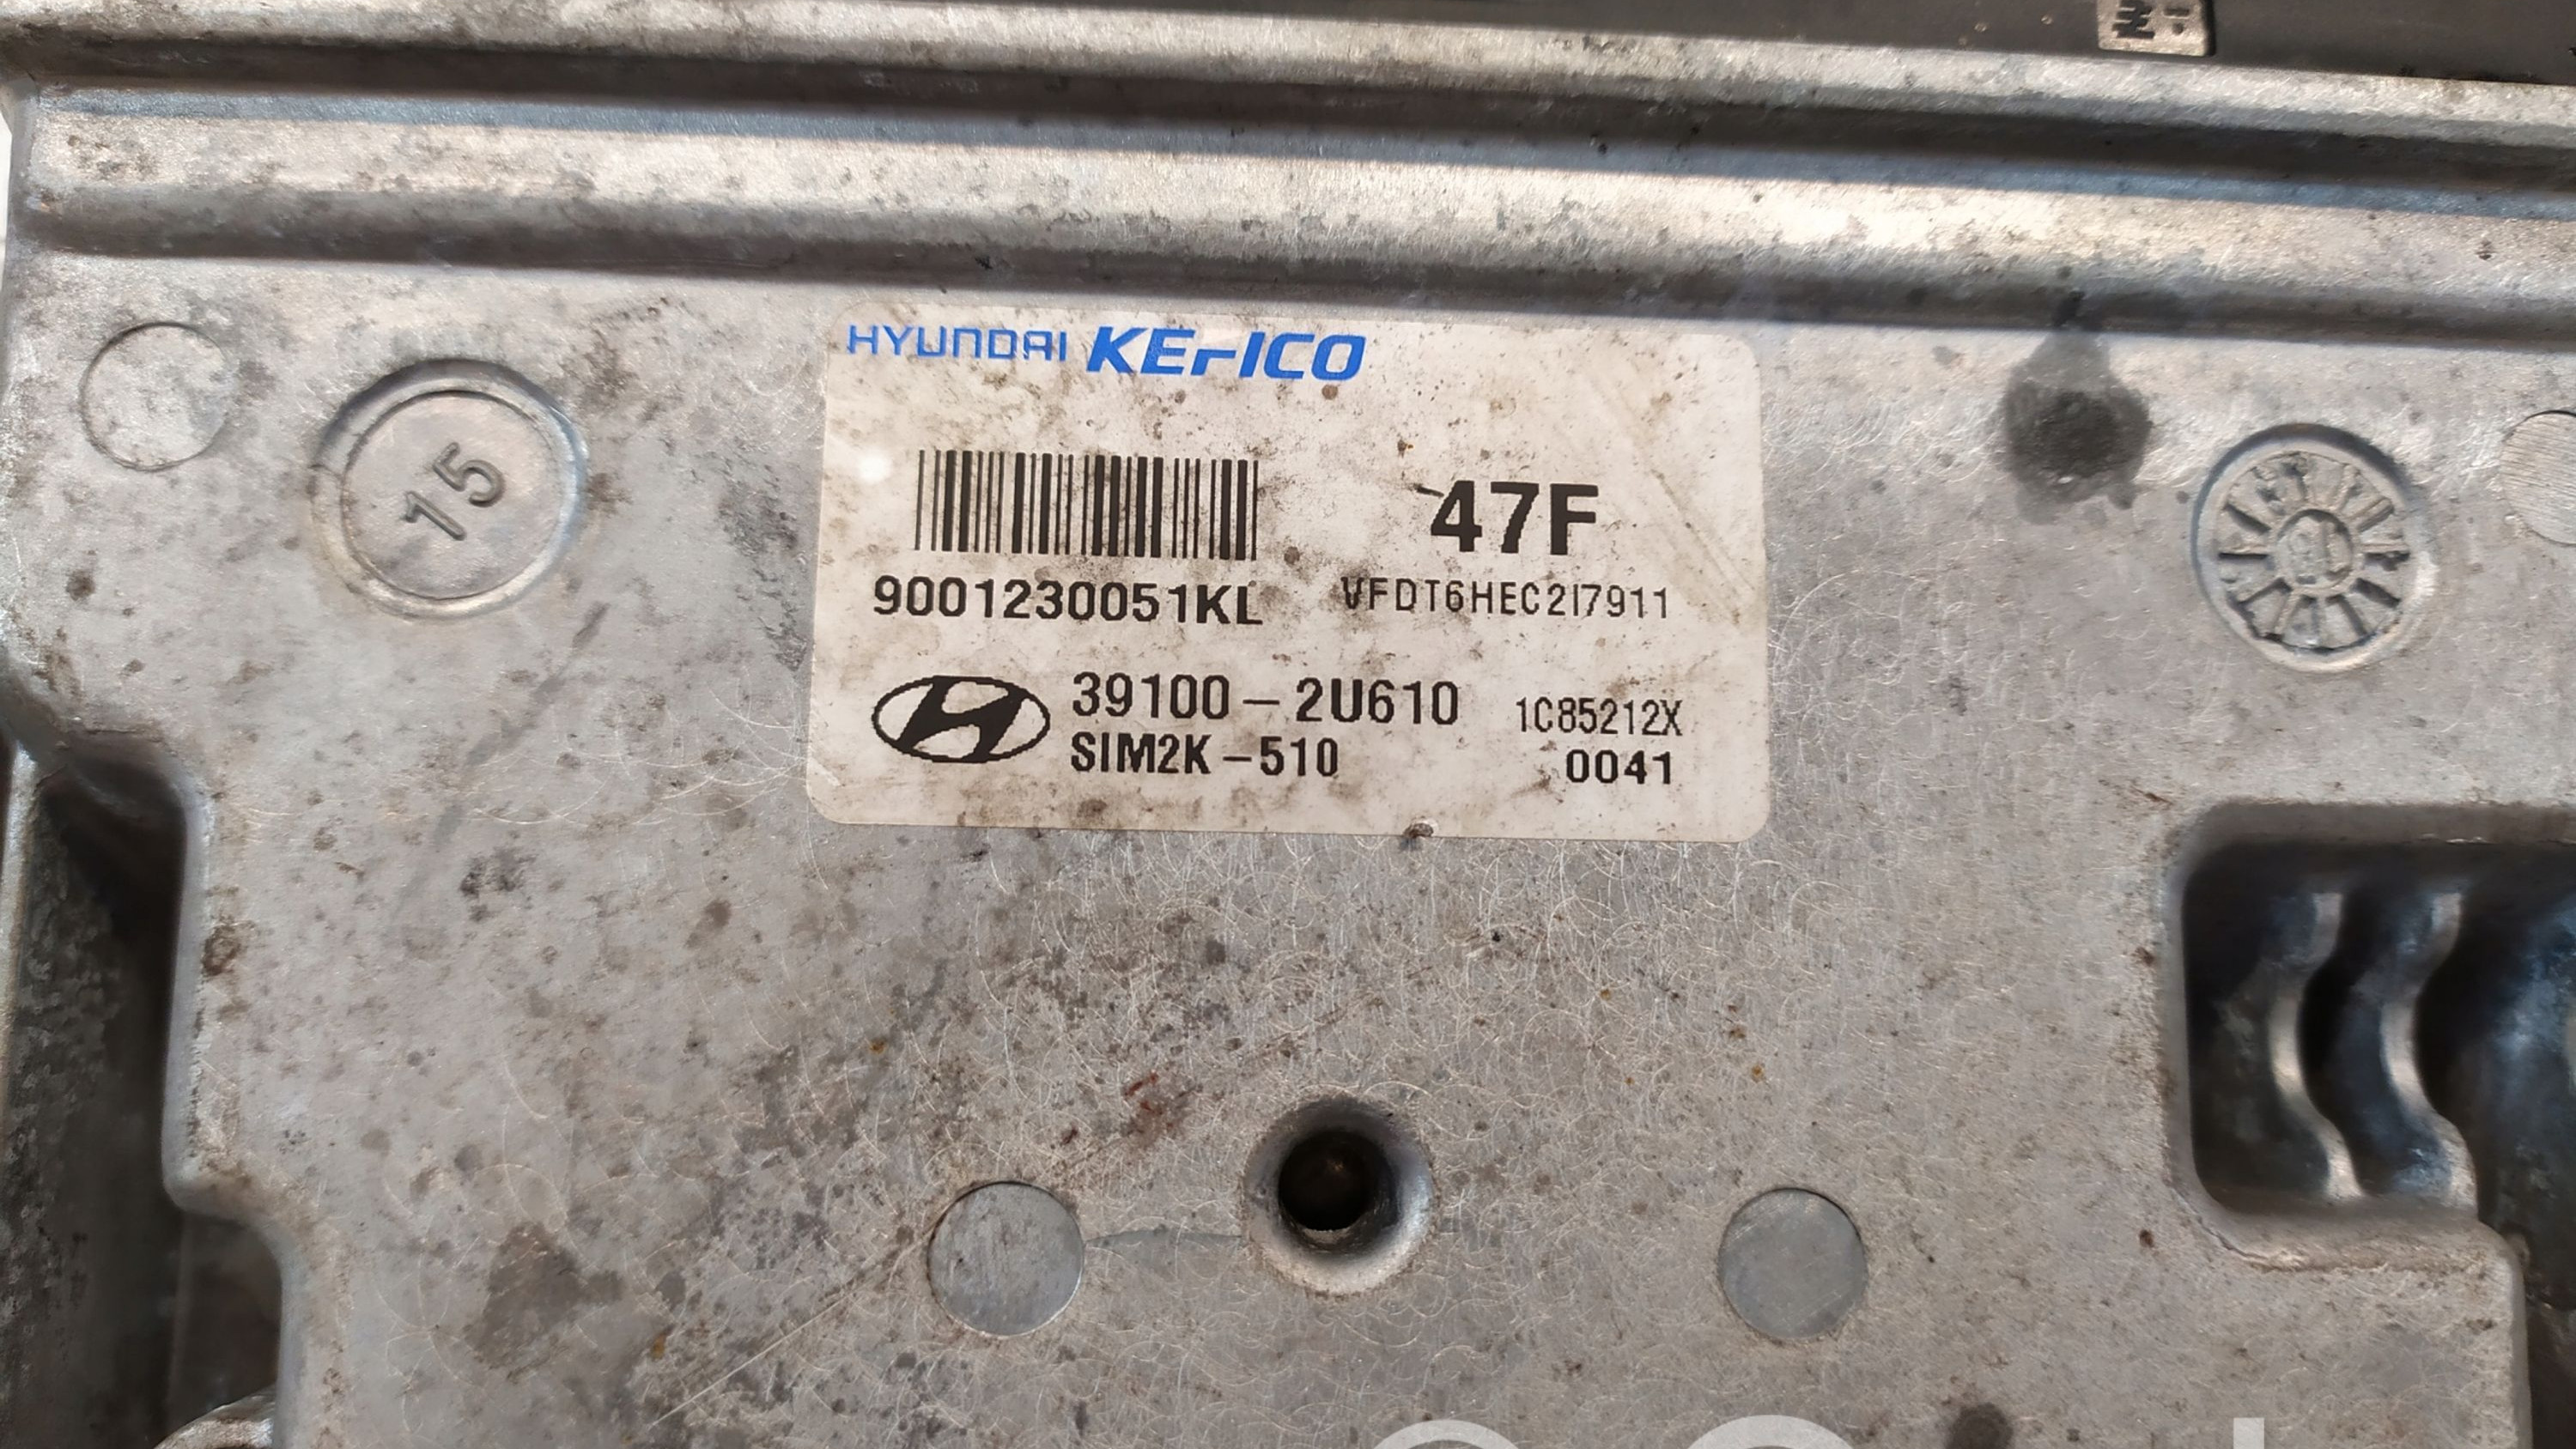 HYUNDAI KEFICO
15
47F
9001230051KL VFDT6HEC2I7911
39100-2U610 1C85212X
SIM2K-510 0041